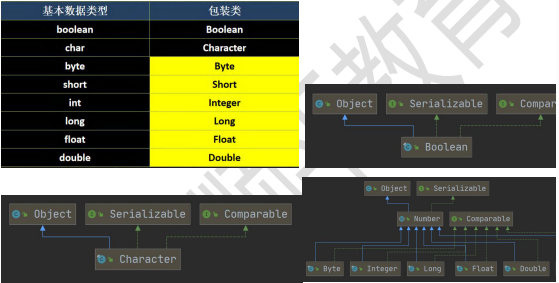 基本数据类型 包装类
boolean Boolean
char Character
byte Byte
short Short
int Integer
long Long
float Float
double Double
Object Serializable Compar
Boolean
Object Serializable Comparable
Character
Object Serializable
Number Comparable
Byte Integer Long Float Double
教育